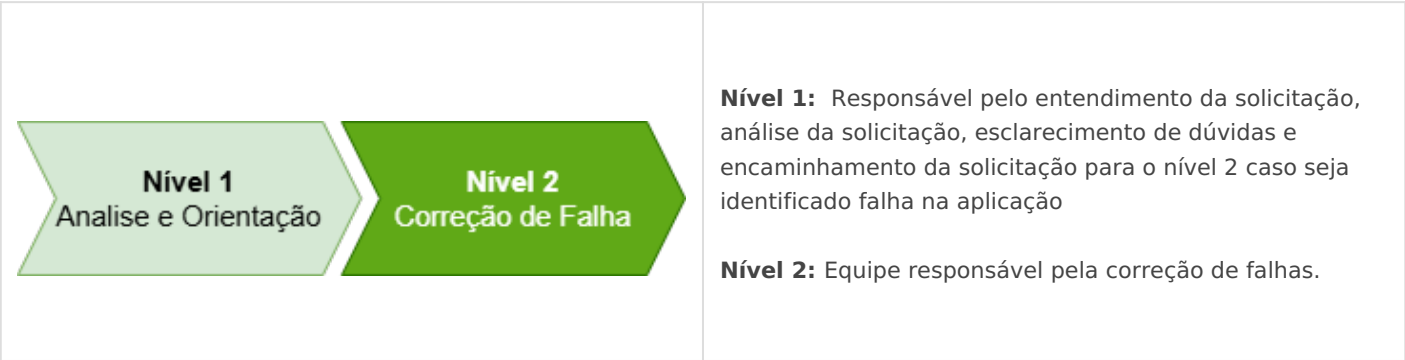 Nível 1
Analise e Orientação
Nível 2
Correção de Falha
Nível 1:  Responsável pelo entendimento da solicitação,
análise da solicitação, esclarecimento de dúvidas e
encaminhamento da solicitação para o nível 2 caso seja
identificado falha na aplicação
Nível 2: Equipe responsável pela correção de falhas.